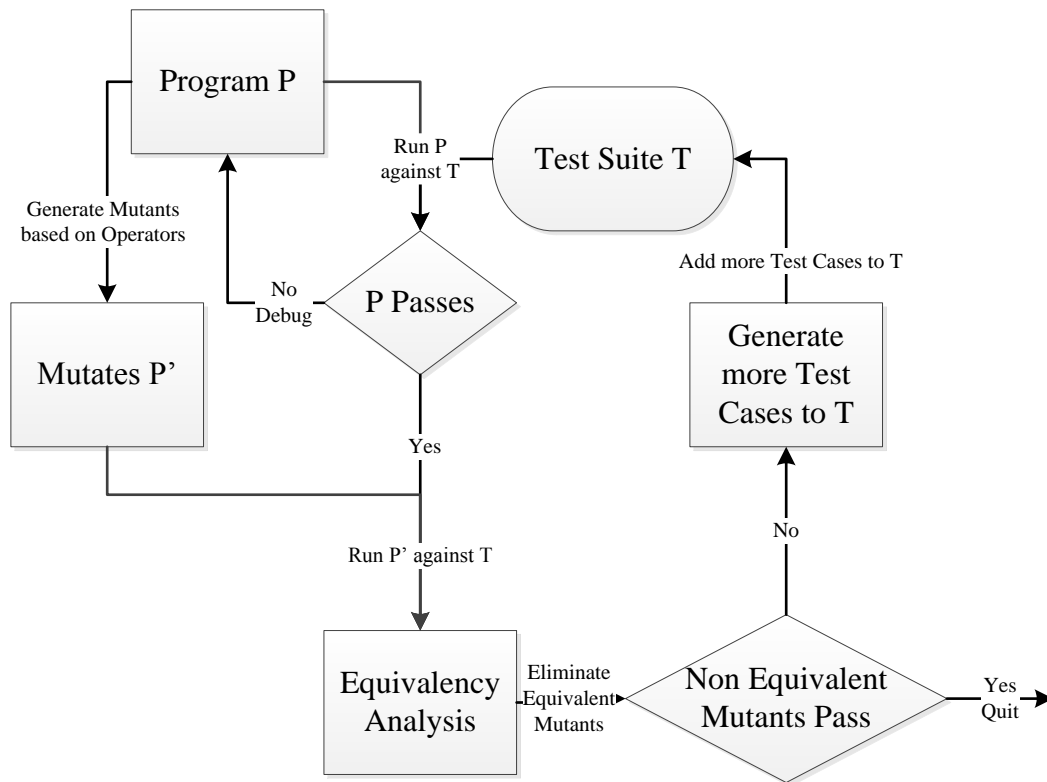 Program P
Run P
against T
Test Suite T
Generate Mutants
based on Operators
Add more Test Cases to T
No
Debug
P Passes
Mutates P’
Generate
more Test
Cases to T
Yes
No
Run P’ against T
Equivalency
Analysis
Eliminate
Equivalent
Mutants
Non Equivalent
Mutants Pass
Yes
Quit